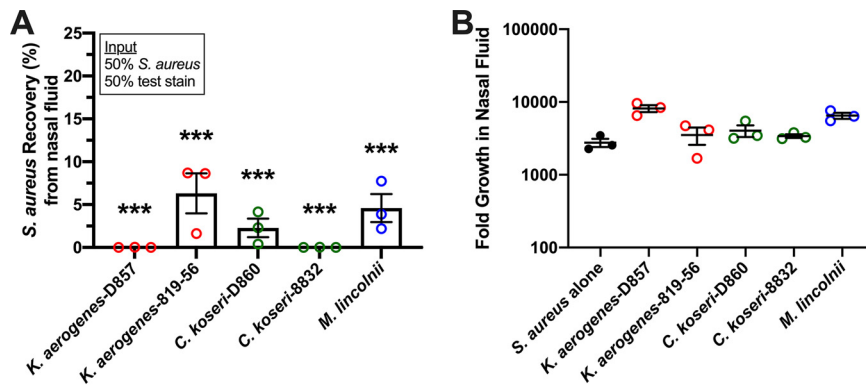 A
S. aureus Recovery (%)
from nasal fluid
25
20
15
10
5
0
Input
50% S. aureus
50% test stain
***
***
***
***
***
K. aerogenes-D857
K. aerogenes-819-56
C. koseri-D860
C. koseri-8832
M. lincolnii
B
Fold Growth in Nasal Fluid
100000
10000
1000
100
S. aureus alone
K. aerogenes-D857
K. aerogenes-819-56
C. koseri-D860
C. koseri-8832
M. lincolnii